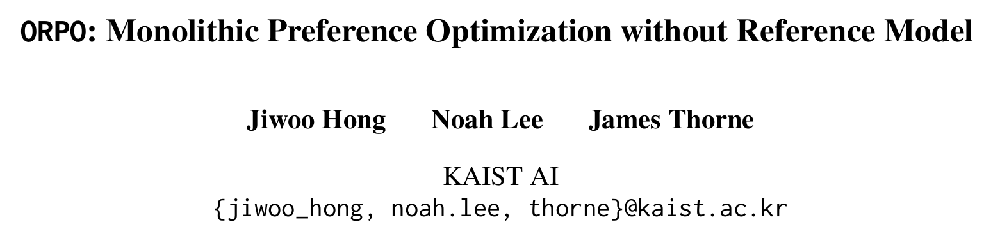 ORPO: Monolithic Preference Optimization without Reference Model
Jiwoo Hong Noah Lee James Thorne
KAIST AI
{jiwoo_hong, noah.lee, thorne}@kaist.ac.kr